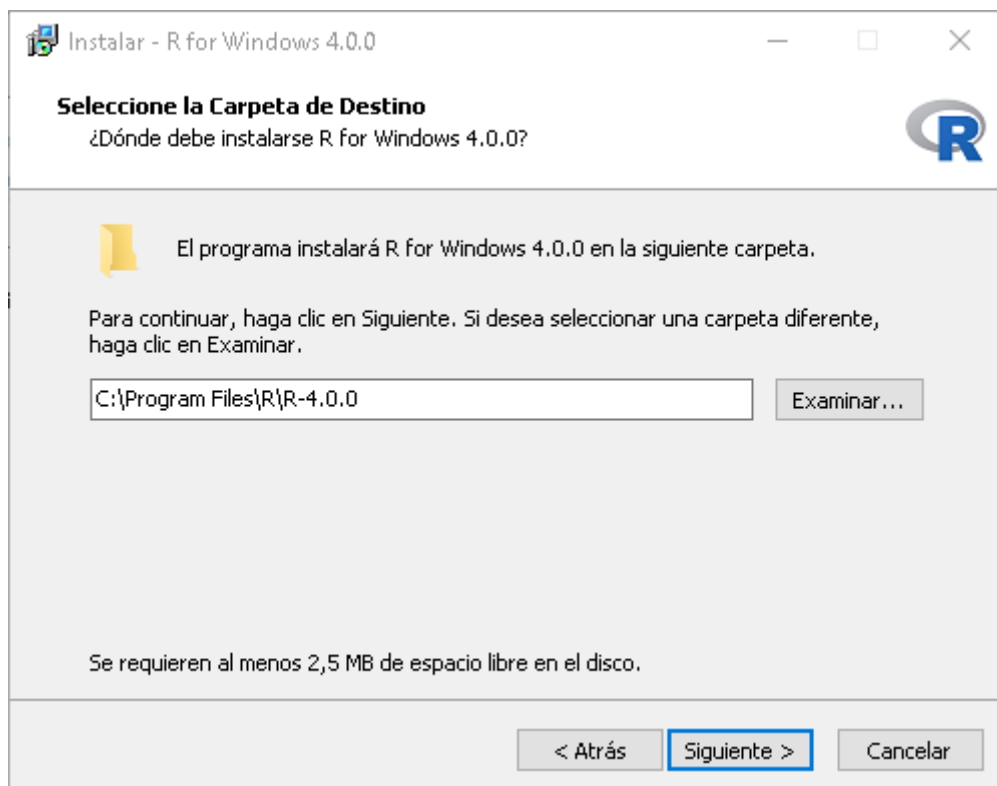 Instalar - R for Windows 4.0.0
Seleccione la Carpeta de Destino
¿Dónde debe instalarse R for Windows 4.0.0?
R
El programa instalará R for Windows 4.0.0 en la siguiente carpeta.
Para continuar, haga clic en Siguiente. Si desea seleccionar una carpeta diferente,
haga clic en Examinar.
C:\Program Files\R\R-4.0.0
Examinar...
Se requieren al menos 2,5 MB de espacio libre en el disco.
< Atrás
Siguiente >
Cancelar